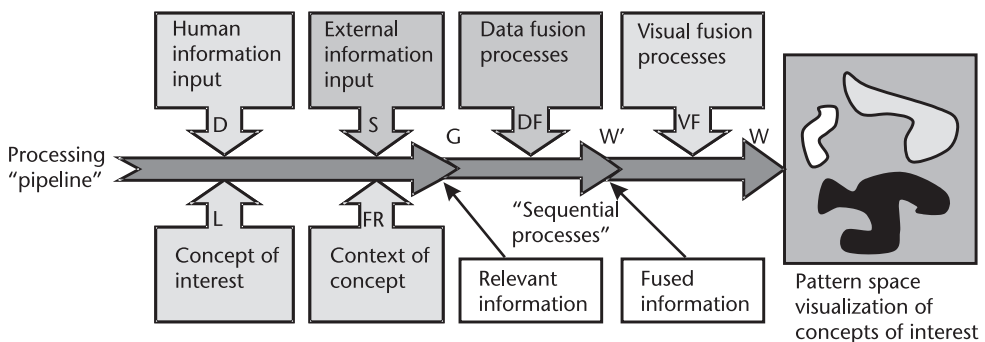 Human
information
input
External
information
input
Data fusion
processes
Visual fusion
processes
D
S
G
DF
W'
VF
W
Processing
"pipeline"
L
FR
"Sequential
processes"
Concept of
interest
Context of
concept
Relevant
information
Fused
information
Pattern space
visualization of
concepts of interest